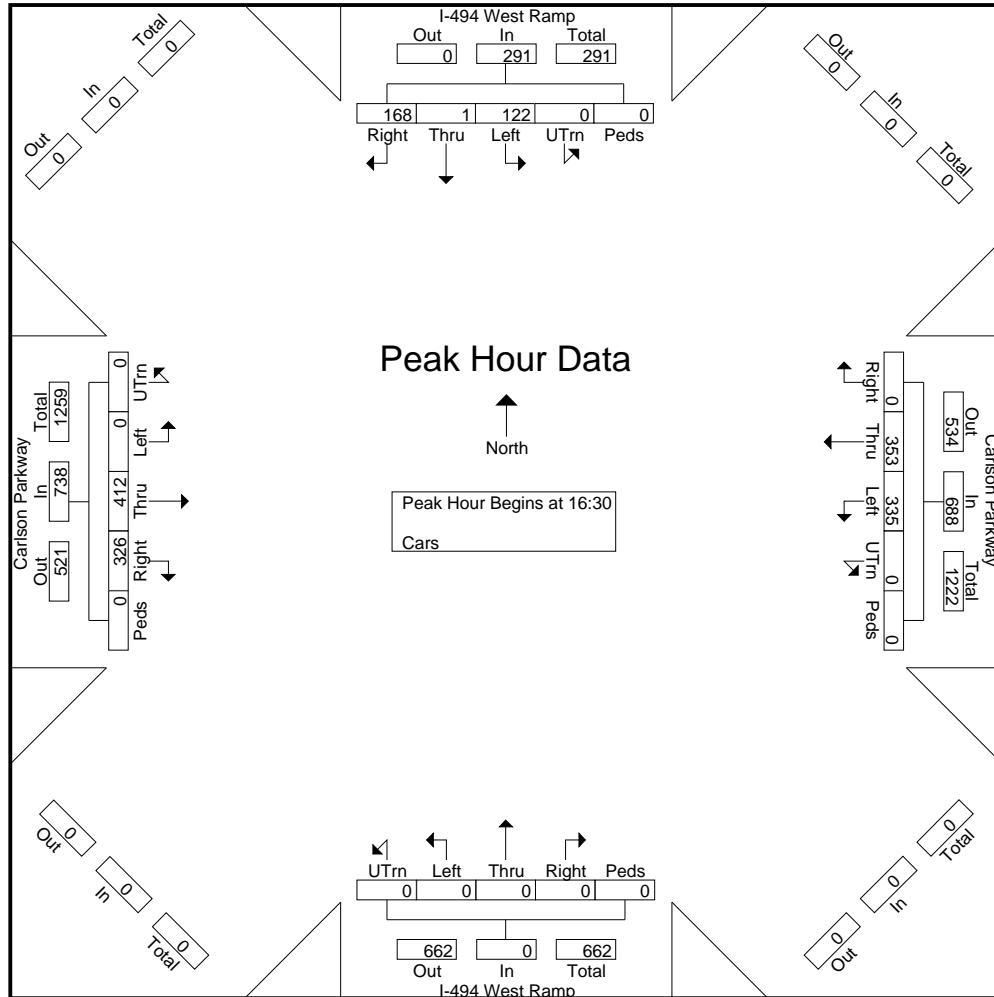 I-494 West Ramp
Out In Total
0 291 291
168 1 122 0 0
Right Thru Left UTrn Peds
Total 0
In 0
Out 0
Out 0
In 0
Total 0
Peak Hour Data
North
Peak Hour Begins at 16:30
Cars
Carlson Parkway
Total In Out
1259 738 521
0 0 412 326 0
UTrn Left Thru Right Peds
Carlson Parkway
Out In Total
534 688 1222
0 353 335 0 0
Right Thru Left UTrn Peds
Out 0
In 0
Total 0
Total 0
In 0
Out 0
UTrn Left Thru Right Peds
0 0 0 0 0
662 0 662
Out In Total
I-494 West Ramp